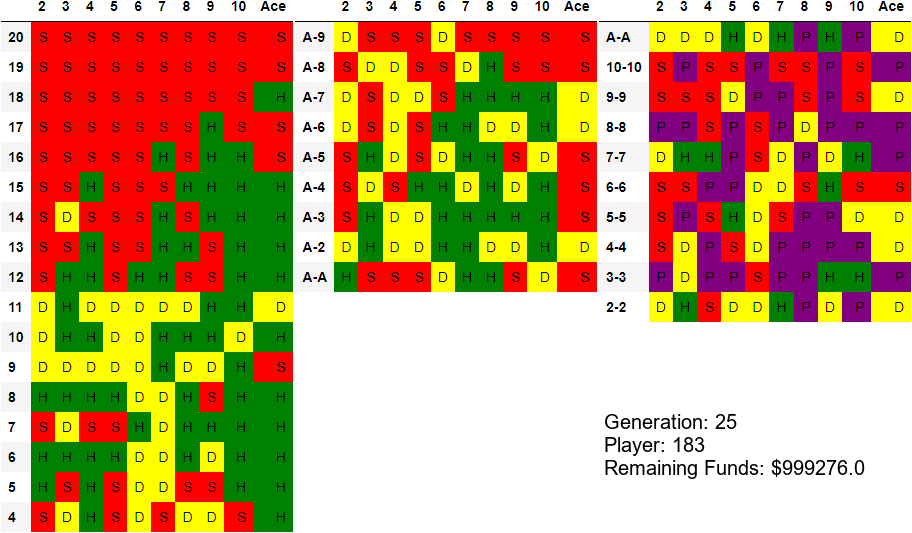 2 3 4 5 6 7 8 9 10 Ace
20 S S S S S S S S S S
19 S S S S S S S S S S
18 S S S S S S S S S H
17 S S S S S S S H S S
16 S S S S S H S H H S
15 S S H S S S H H H H
14 S D S S S H S H H H
13 S S H S S H H S H H
12 S H H S H H S S H H
11 D H D D D D D H H D
10 D H H D D H H H D H
9 D D D D D H D D H S
8 H H H H D D H S H H
7 S D S S H D H H H H
6 H H H H D D H D H H
5 H S H S D D S S H H
4 S D H S D S D D S H
2 3 4 5 6 7 8 9 10 Ace
A-9 D S S S D S S S S S
A-8 S D D S S D H S S S
A-7 D S D D S H H H H D
A-6 D S D S H H D D H D
A-5 S H D S D H H S D S
A-4 S D S H H D H D H S
A-3 S H D D H H H H H S
A-2 D H D D H H D D H D
A-A H S S S D H H S D S
2 3 4 5 6 7 8 9 10 Ace
A-A D D D H D H P H P D
10-10 S P S S P S S P S P
9-9 S S S D P P S P S D
8-8 P P S P S P D P P P
7-7 D H H P S D P D H P
6-6 S S P P D D S H S S
5-5 S P S H D S P P D D
4-4 S D P S D P P P P D
3-3 P D P P S P P H H P
2-2 D H S D D H P D P D
Generation: 25
Player: 183
Remaining Funds: $999276.0